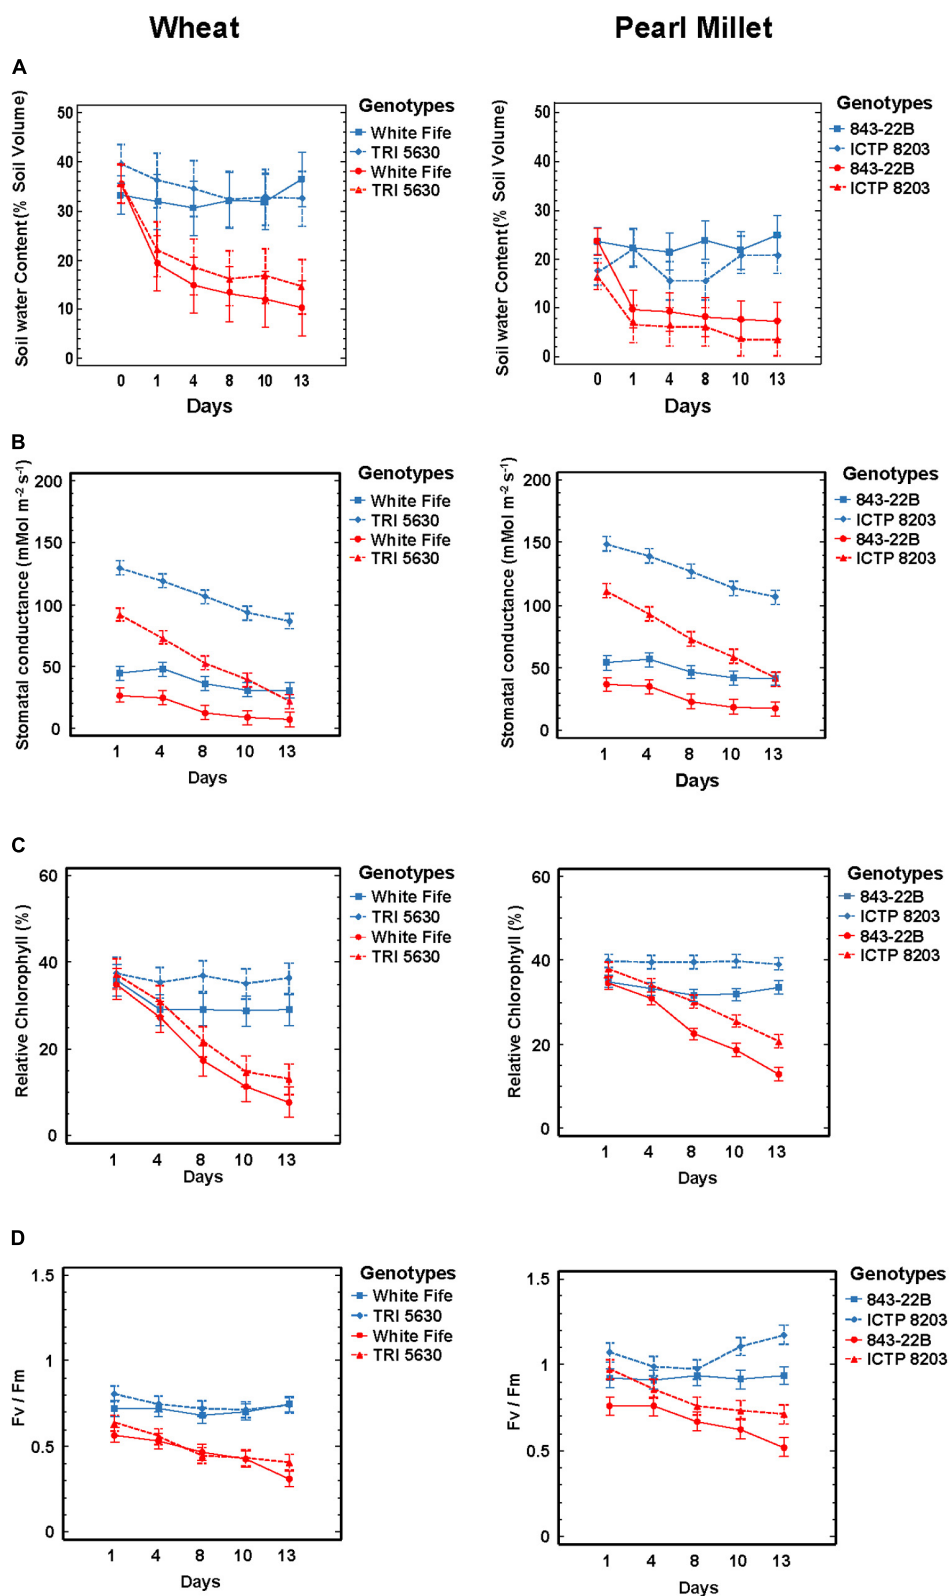 Wheat
Pearl Millet
A
Soil water Content (% Soil Volume)
50
40
30
20
10
0
0 1 4 8 10 13
Days
Genotypes
White Fife
TRI 5630
White Fife
TRI 5630
Soil water Content (% Soil Volume)
50
40
30
20
10
0
0 1 4 8 10 13
Days
Genotypes
843-22B
ICTP 8203
843-22B
ICTP 8203
B
Stomatal conductance (mMol m⁻² s⁻¹)
200
150
100
50
0
1 4 8 10 13
Days
Genotypes
White Fife
TRI 5630
White Fife
TRI 5630
Stomatal conductance (mMol m⁻² s⁻¹)
200
150
100
50
0
1 4 8 10 13
Days
Genotypes
843-22B
ICTP 8203
843-22B
ICTP 8203
C
Relative Chlorophyll (%)
60
40
20
0
1 4 8 10 13
Days
Genotypes
White Fife
TRI 5630
White Fife
TRI 5630
Relative Chlorophyll (%)
60
40
20
0
1 4 8 10 13
Days
Genotypes
843-22B
ICTP 8203
843-22B
ICTP 8203
D
Fv / Fm
1.5
1
0.5
0
1 4 8 10 13
Days
Genotypes
White Fife
TRI 5630
White Fife
TRI 5630
Fv / Fm
1.5
1
0.5
0
1 4 8 10 13
Days
Genotypes
843-22B
ICTP 8203
843-22B
ICTP 8203